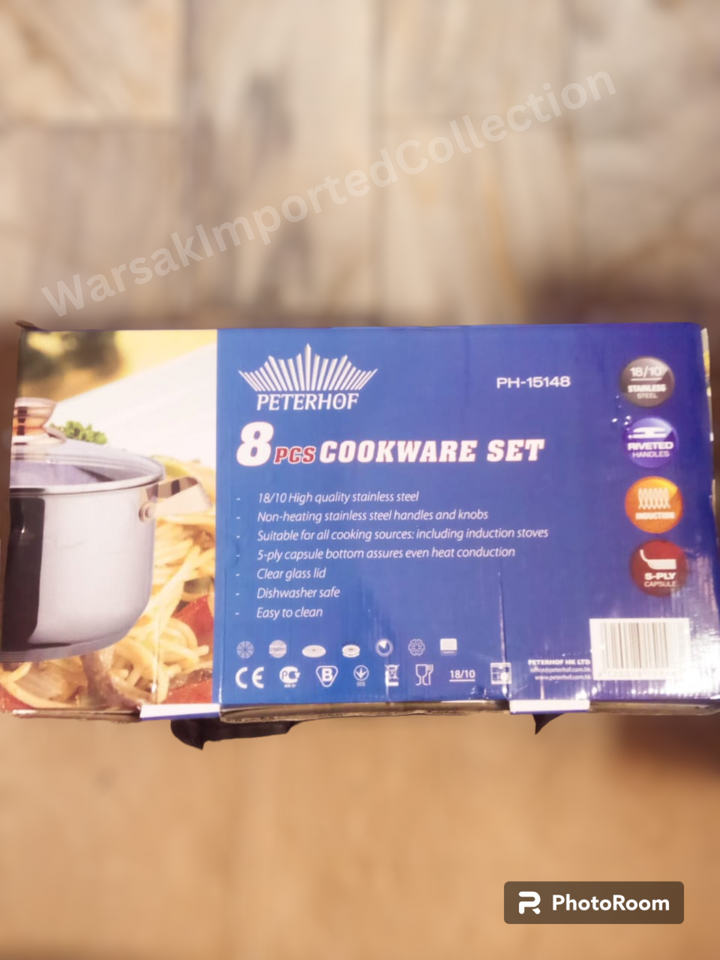 WarsakImportedCollection
PETERHOF
PH-15148
8 PCS COOKWARE SET
- 18/10 High quality stainless steel
- Non-heating stainless steel handles and knobs
- Suitable for all cooking sources: including induction stoves
- 5-ply capsule bottom assures even heat conduction
- Clear glass lid
- Dishwasher safe
- Easy to clean
18/10
STAINLESS
STEEL
RIVETED
HANDLES
INDUCTION
5-PLY
CAPSULE
CE
B
18/10
PETERHOF HK LTD
www.peterhof.com.hk
PhotoRoom